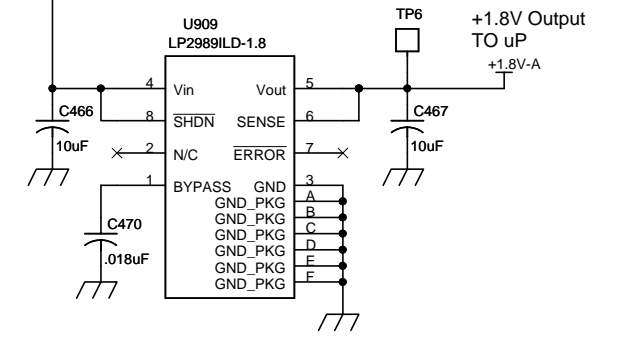 TP6
+1.8V Output
TO uP
+1.8V-A
U909
LP2989ILD-1.8
4 Vin Vout 5
C466
10uF
8 SHDN SENSE 6
C467
10uF
2 N/C ERROR 7
1 BYPASS GND 3
GND_PKG A
GND_PKG B
GND_PKG C
GND_PKG D
GND_PKG E
GND_PKG F
C470
.018uF